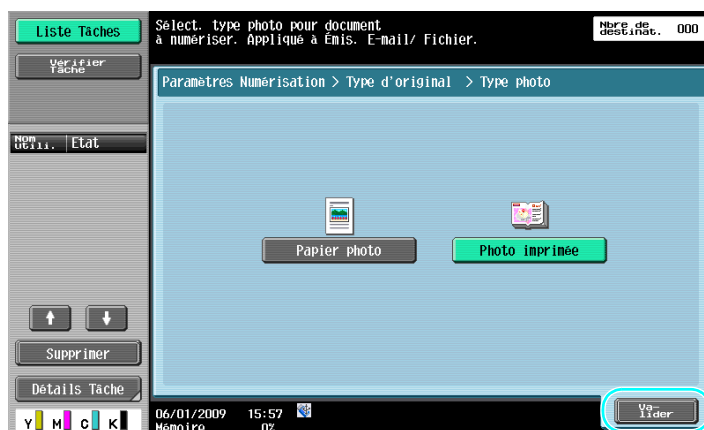 Liste Tâches
Vérifier
Tâche
Nom
utili.
Etat
Supprimer
Détails Tâche
Y M C K
Sélect. type photo pour document
à numériser. Appliqué à Émis. E-mail/ Fichier.
Nbre de
destinat.
000
Paramètres Numérisation > Type d'original > Type photo
Papier photo
Photo imprimée
06/01/2009 15:57
Mémoire 0%
Va-
lider